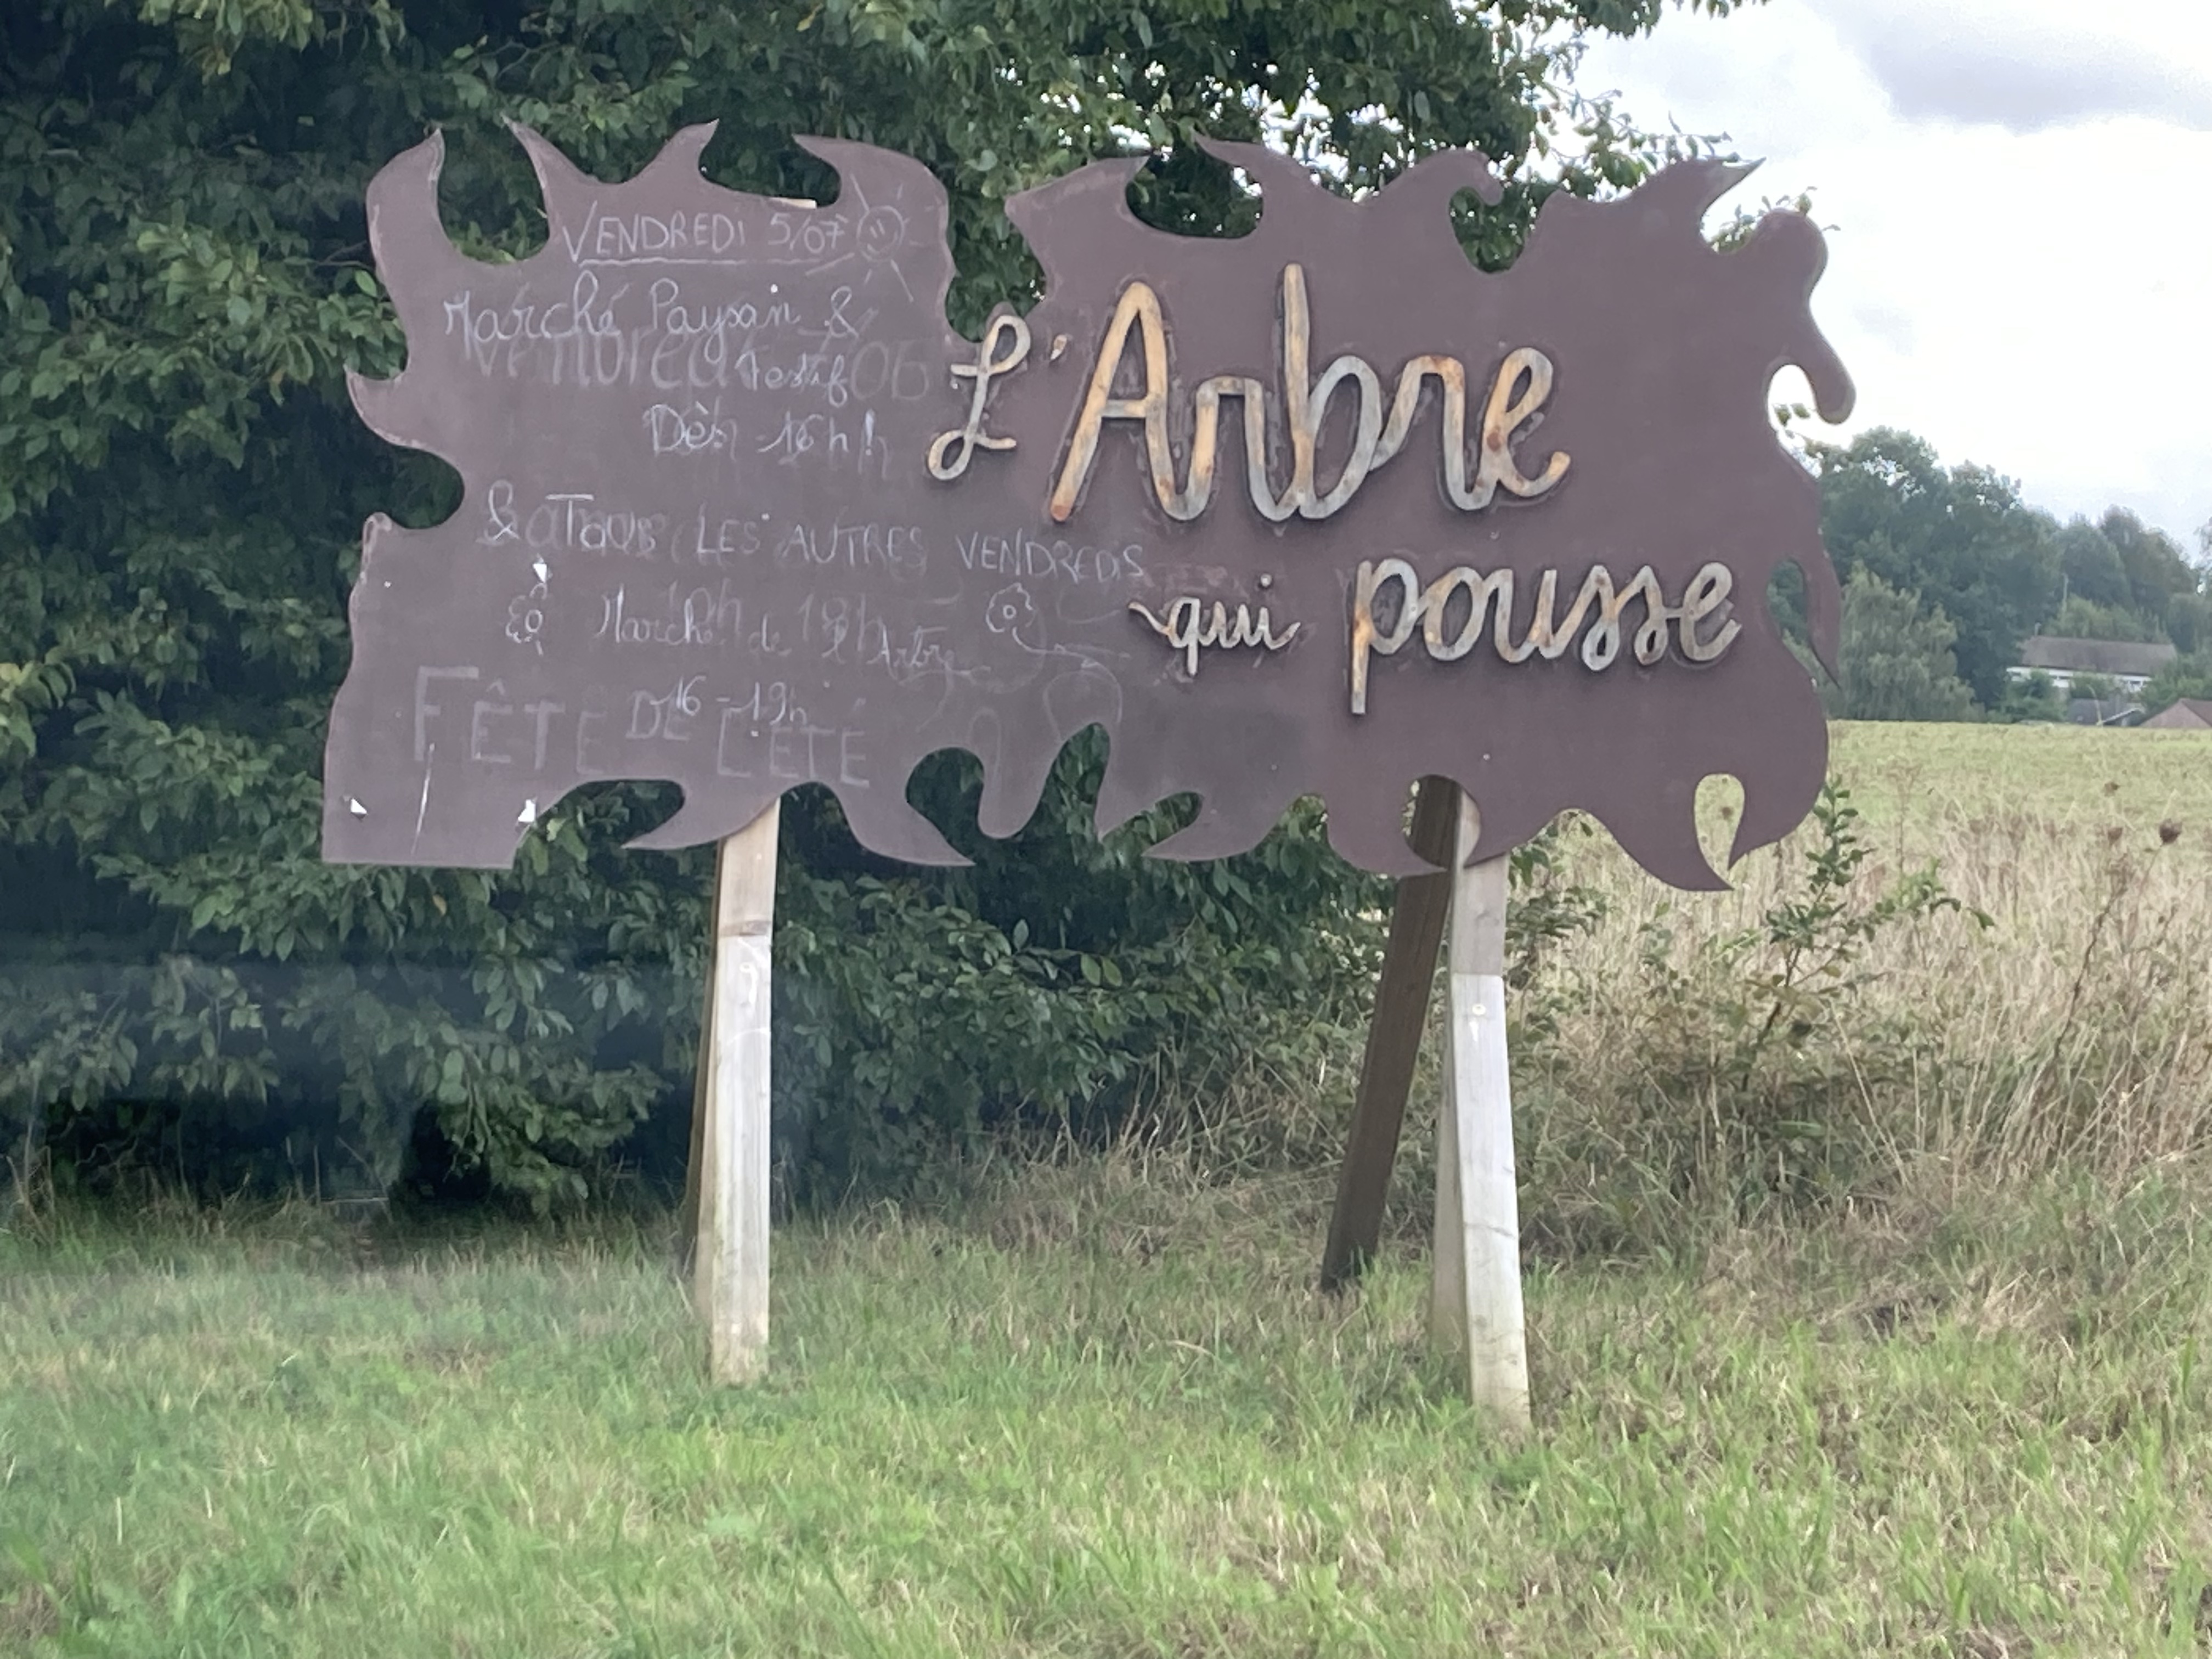 VENDREDI 5/07
Marché Paysan &
Festif
Dès 16h!
& TOUS LES AUTRES VENDREDIS
Marché de l'Arbre
16-19h
FÊTE DE L'ÉTÉ
L'Arbre
qui pousse